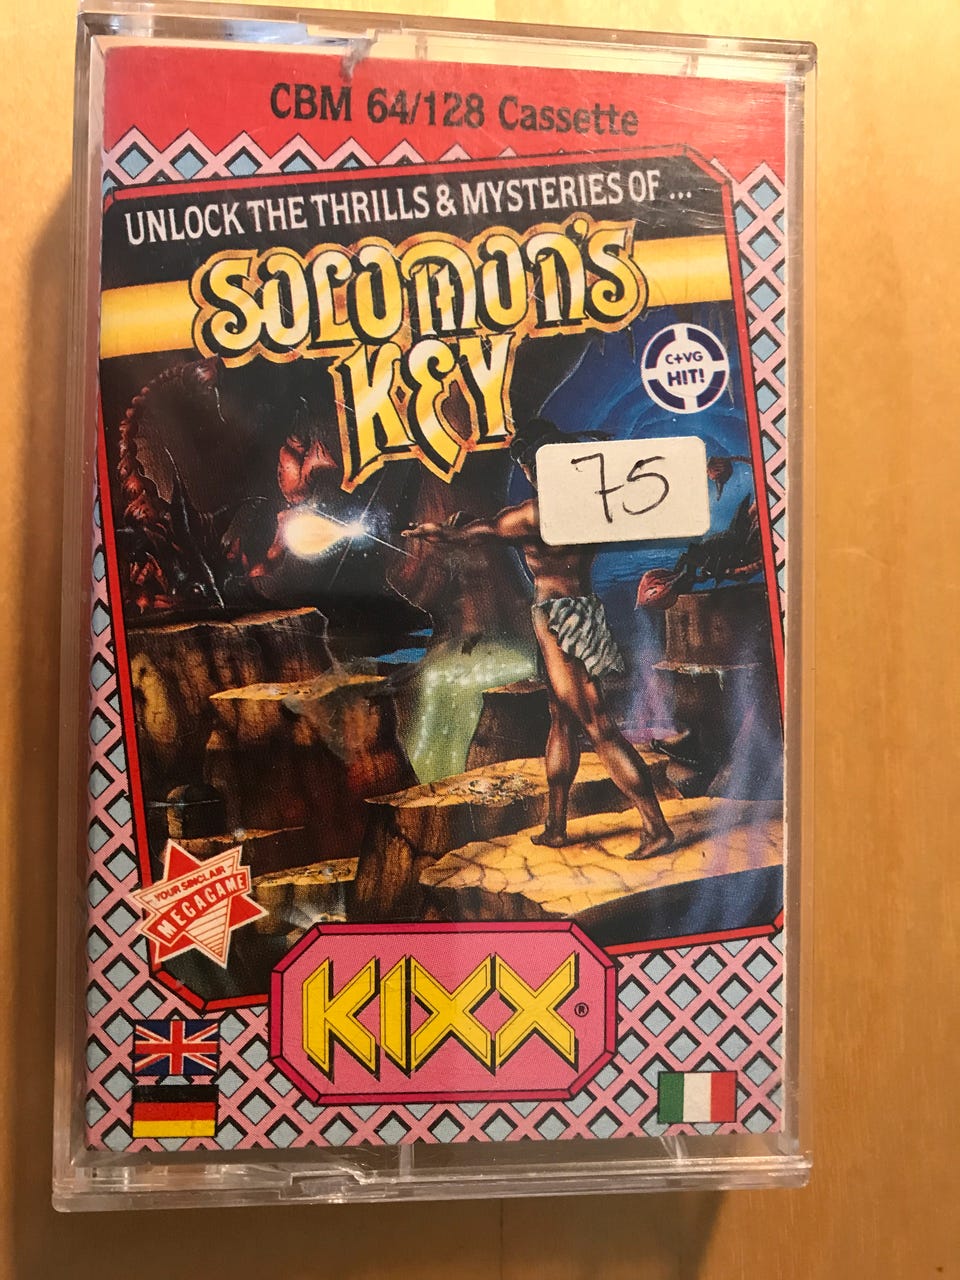 CBM 64/128 Cassette
UNLOCK THE THRILLS & MYSTERIES OF ...
SOLOMON'S
KEY
C+VG
HIT!
75
YOUR SINCLAIR
MEGAGAME
KIXX®